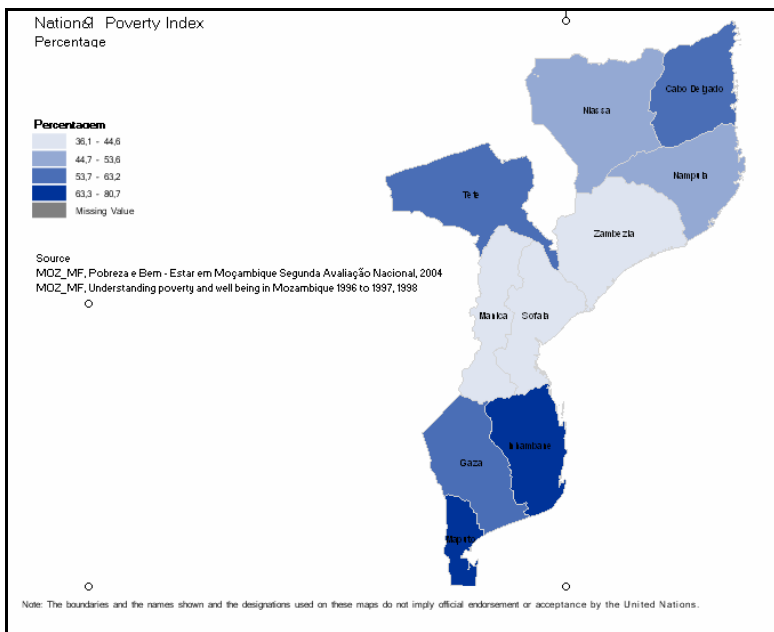 National Poverty Index
Percentage
Percentagem
36,1 - 44,6
44,7 - 53,6
53,7 - 63,2
63,3 - 80,7
Missing Value
Source
MOZ_MF, Pobreza e Bem - Estar em Moçambique Segunda Avaliação Nacional, 2004
MOZ_MF, Understanding poverty and well being in Mozambique 1996 to 1997, 1998
Cabo Delgado
Niassa
Nampula
Tete
Zambezia
Manica
Sofala
Inhambane
Gaza
Maputo
Note: The boundaries and the names shown and the designations used on these maps do not imply official endorsement or acceptance by the United Nations.